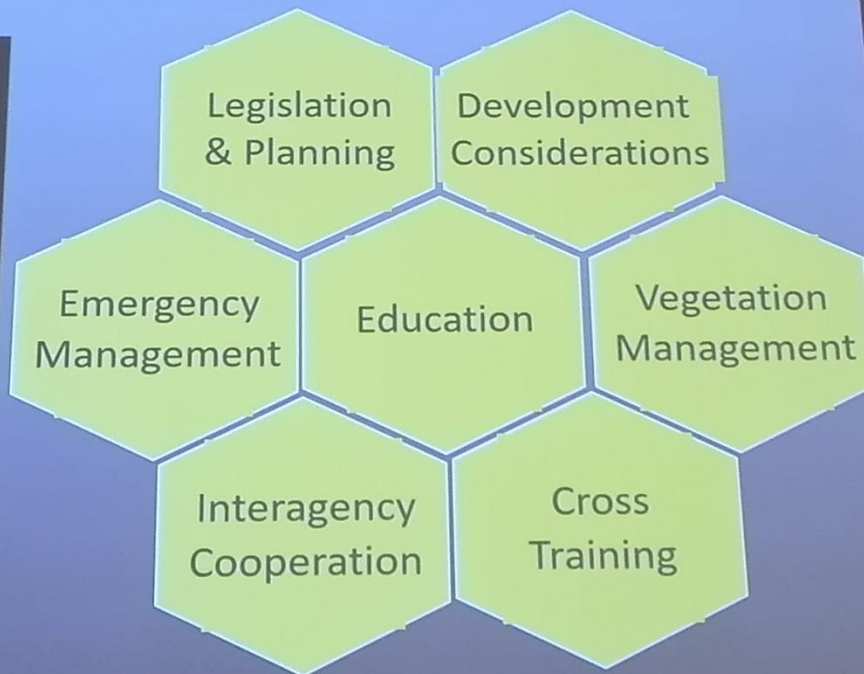 Legislation
& Planning
Development
Considerations
Emergency
Management
Education
Vegetation
Management
Interagency
Cooperation
Cross
Training